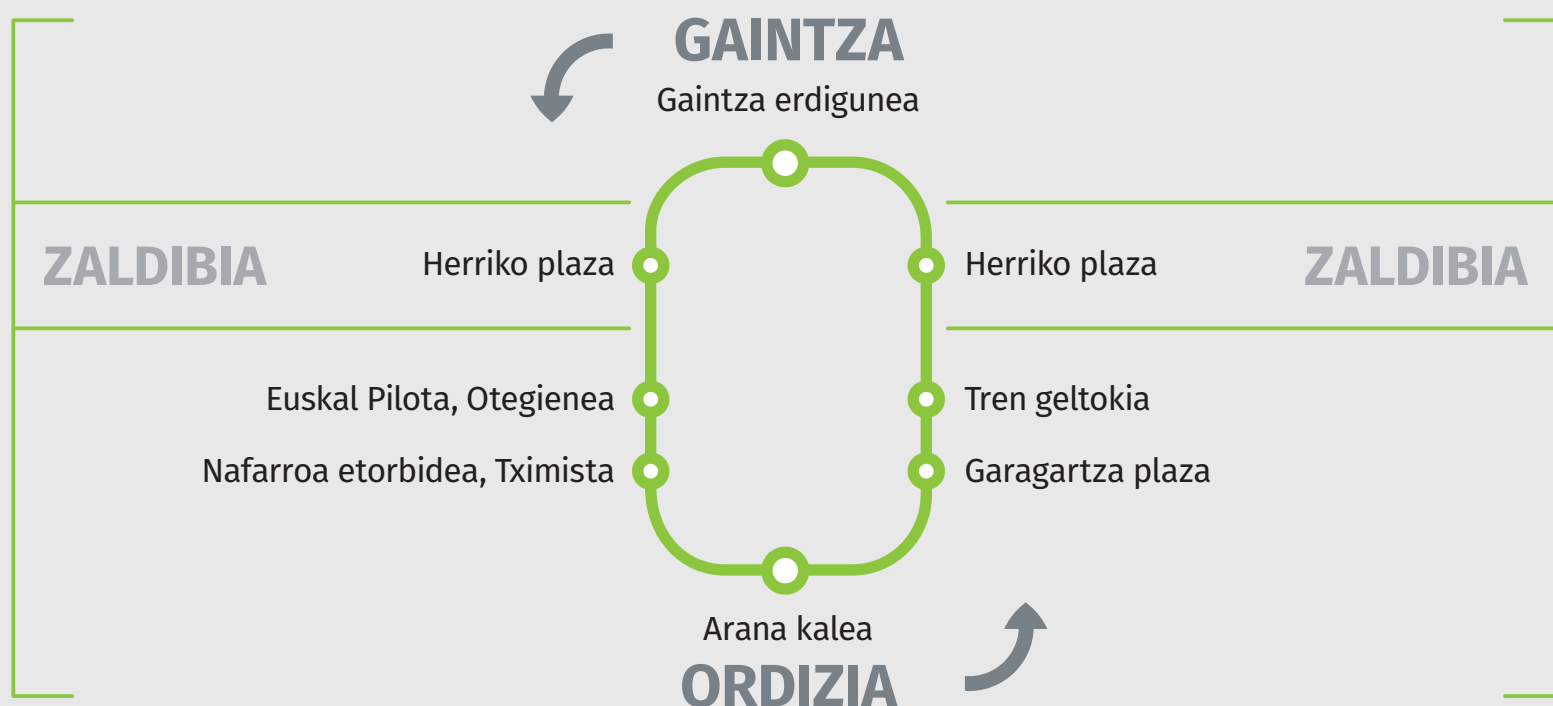 GAINTZA
Gaintza erdigunea
ZALDIBIA
Herriko plaza
Herriko plaza
ZALDIBIA
Euskal Pilota, Otegienea
Tren geltokia
Nafarroa etorbidea, Tximista
Garagartza plaza
Arana kalea
ORDIZIA